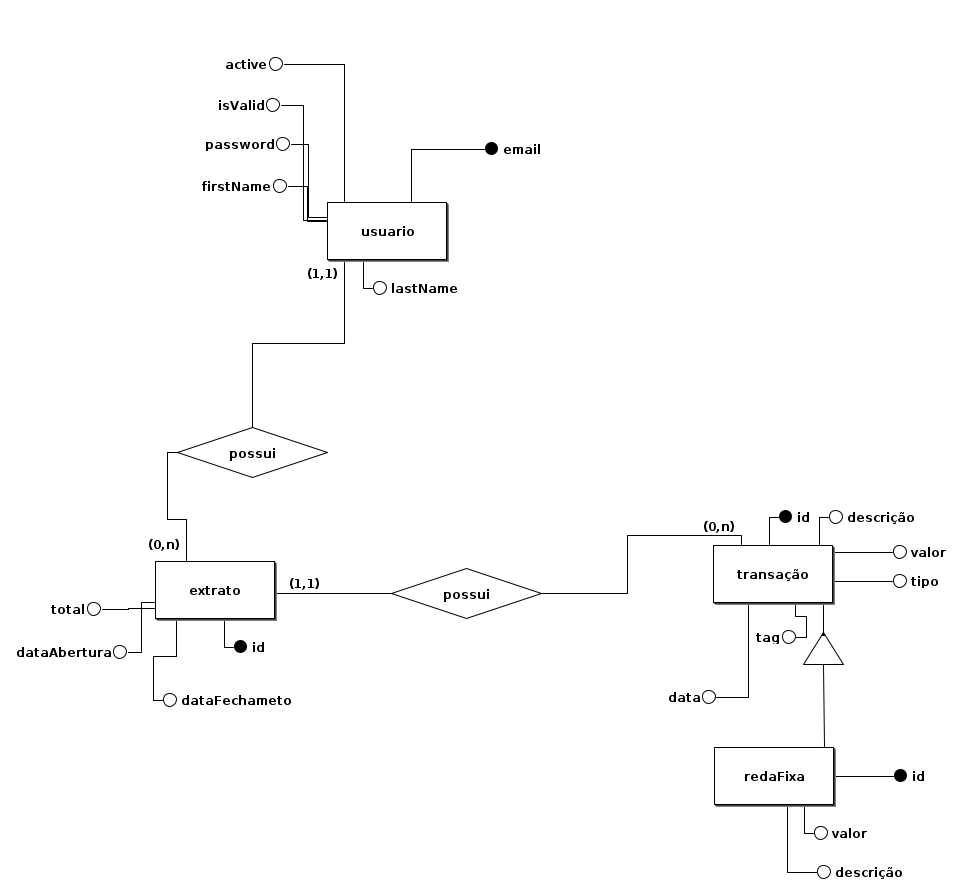 active
isValid
password
email
firstName
usuario
(1,1)
lastName
possui
(0,n)
extrato
(1,1)
total
dataAbertura
id
dataFechameto
possui
(0,n)
id
descrição
valor
transação
tipo
tag
data
redaFixa
id
valor
descrição